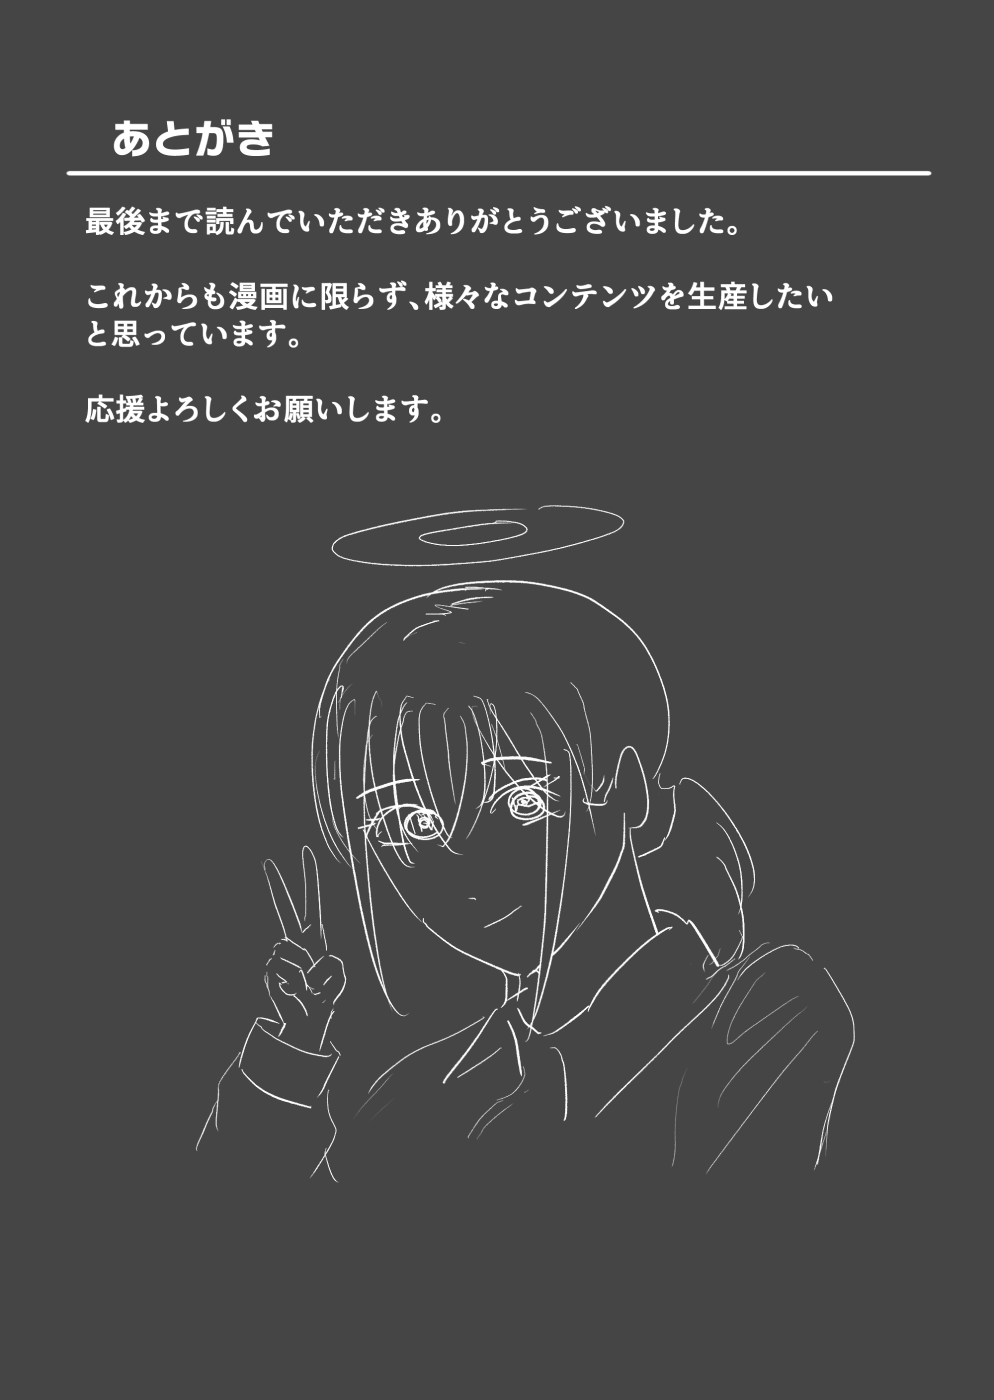 あとがき
最後まで読んでいただきありがとうございました。
これからも漫画に限らず、様々なコンテンツを生産したい
と思っています。
応援よろしくお願いします。